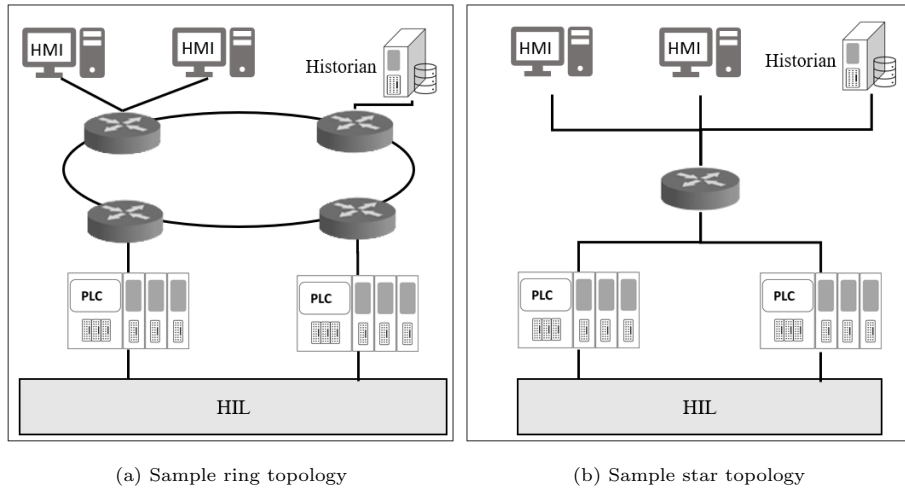 HMI
HMI
Historian
PLC
PLC
HIL
(a) Sample ring topology
HMI
HMI
Historian
PLC
PLC
HIL
(b) Sample star topology